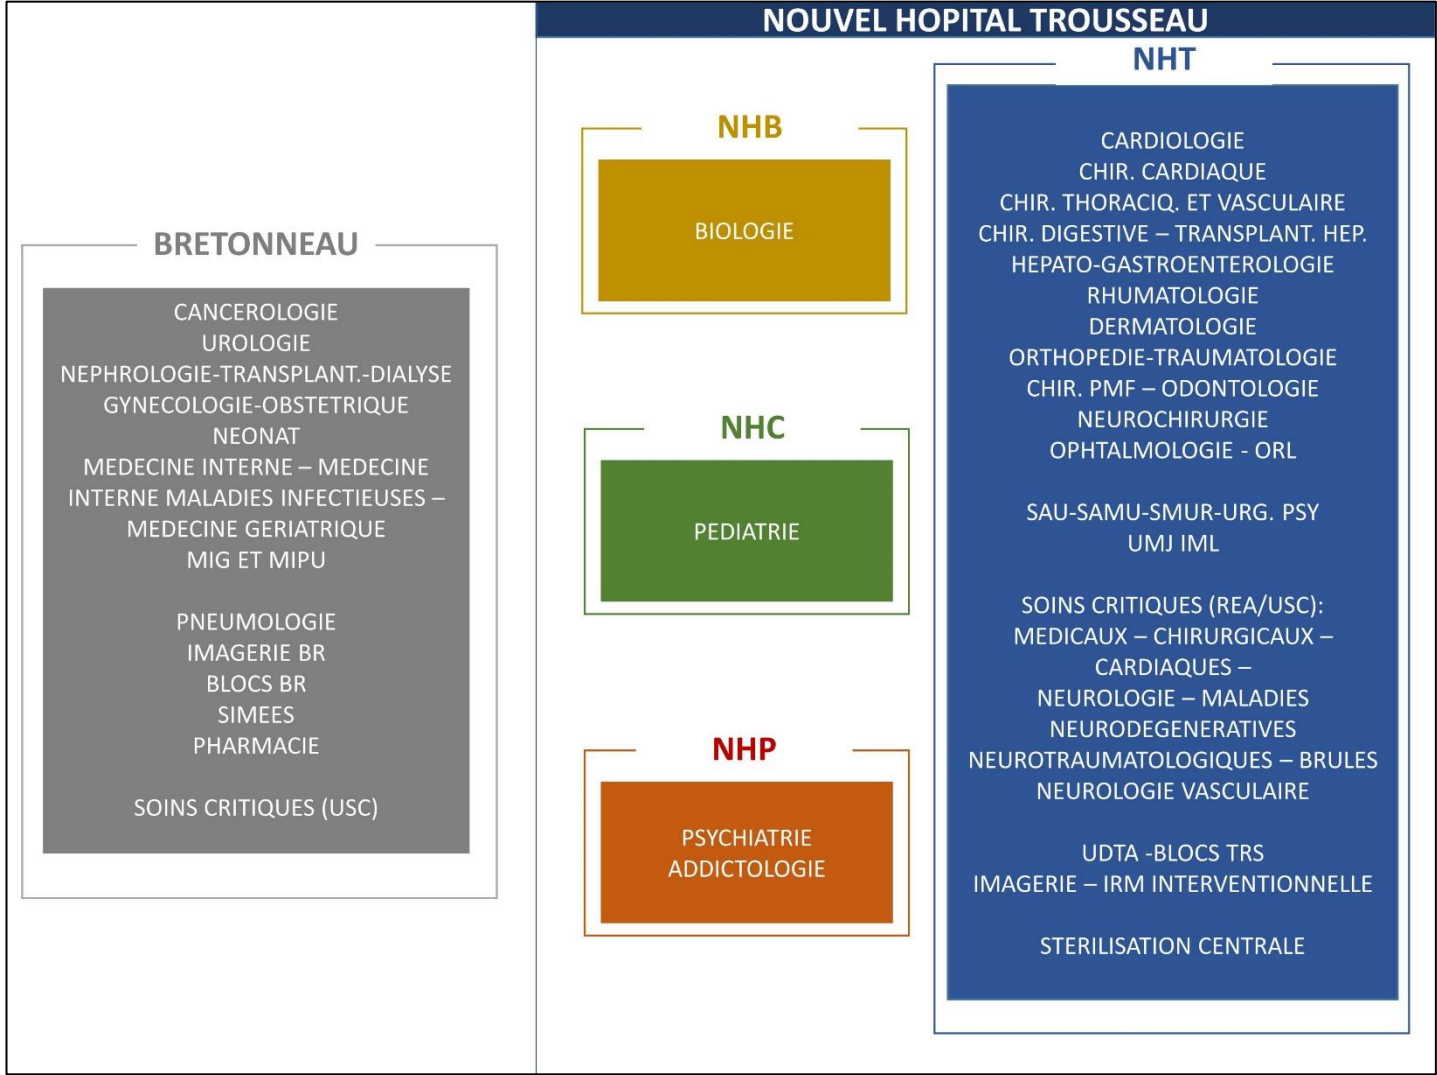 NOUVEL HOPITAL TROUSSEAU
BRETONNEAU
CANCEROLOGIE
UROLOGIE
NEPHROLOGIE-TRANSPLANT.-DIALYSE
GYNECOLOGIE-OBSTETRIQUE
NEONAT
MEDECINE INTERNE – MEDECINE
INTERNE MALADIES INFECTIEUSES –
MEDECINE GERIATRIQUE
MIG ET MIPU
PNEUMOLOGIE
IMAGERIE BR
BLOCS BR
SIMEES
PHARMACIE
SOINS CRITIQUES (USC)
NHB
BIOLOGIE
NHC
PEDIATRIE
NHP
PSYCHIATRIE
ADDICTOLOGIE
NHT
CARDIOLOGIE
CHIR. CARDIAQUE
CHIR. THORACIQ. ET VASCULAIRE
CHIR. DIGESTIVE – TRANSPLANT. HEP.
HEPATO-GASTROENTEROLOGIE
RHUMATOLOGIE
DERMATOLOGIE
ORTHOPEDIE-TRAUMATOLOGIE
CHIR. PMF – ODONTOLOGIE
NEUROCHIRURGIE
OPHTALMOLOGIE - ORL
SAU-SAMU-SMUR-URG. PSY
UMJ IML
SOINS CRITIQUES (REA/USC):
MEDICAUX – CHIRURGICAUX –
CARDIAQUES –
NEUROLOGIE – MALADIES
NEURODEGENERATIVES
NEUROTRAUMATOLOGIQUES – BRULES
NEUROLOGIE VASCULAIRE
UDTA -BLOCS TRS
IMAGERIE – IRM INTERVENTIONNELLE
STERILISATION CENTRALE